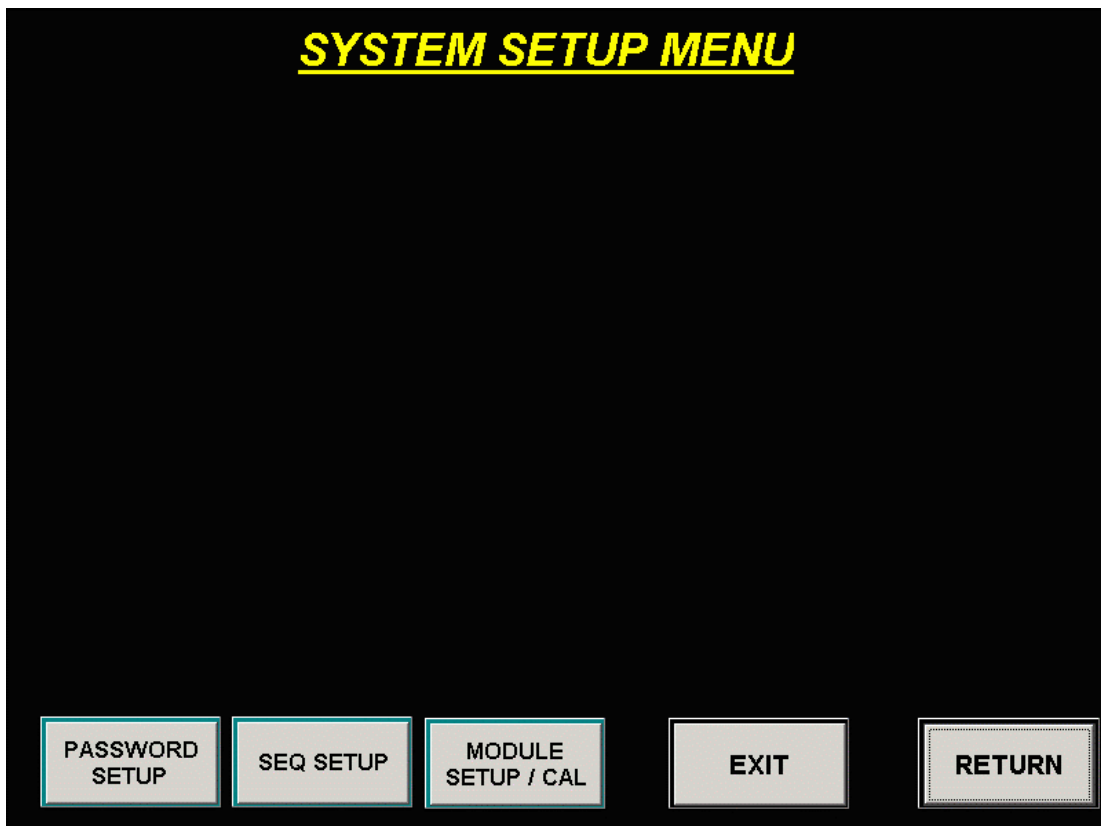 SYSTEM SETUP MENU
PASSWORD
SETUP
SEQ SETUP
MODULE
SETUP / CAL
EXIT
RETURN